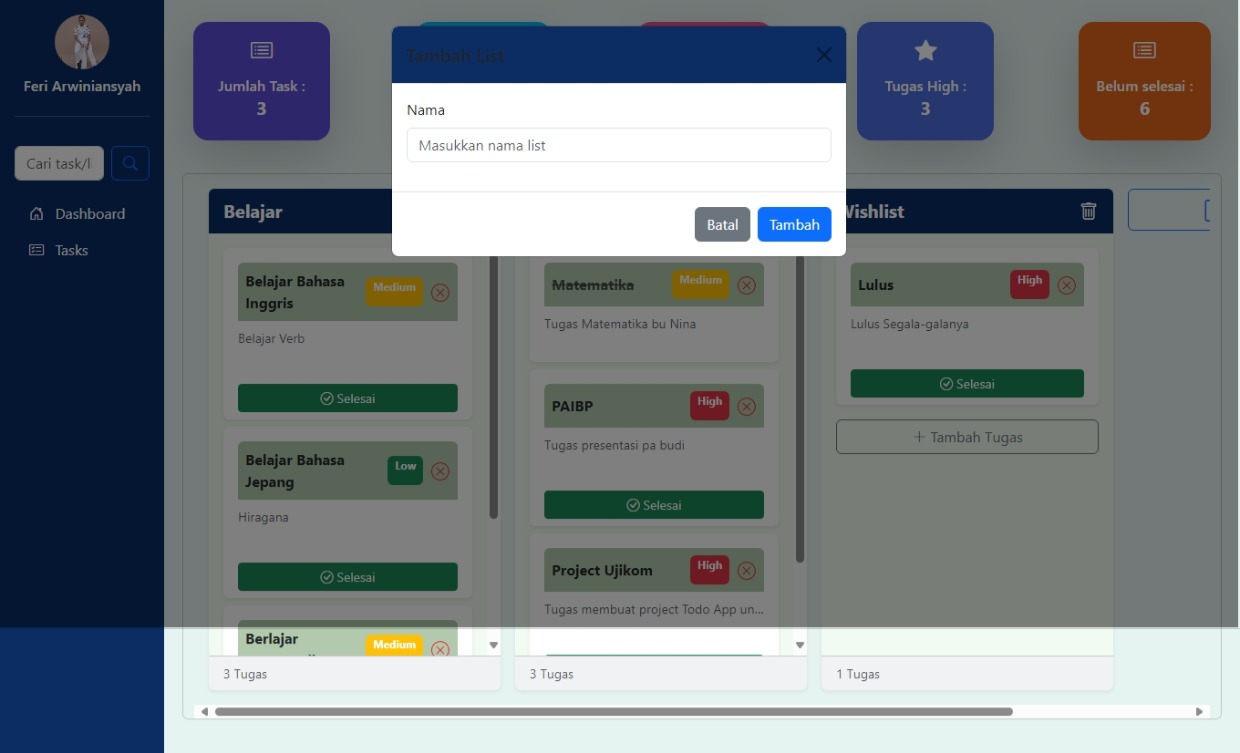 Feri Arwiniansyah
Cari task/l
Dashboard
Tasks
Jumlah Task :
3
Tugas High :
3
Belum selesai :
6
Tambah List
Nama
Masukkan nama list
Batal
Tambah
Belajar
Belajar Bahasa
Inggris
Medium
Belajar Verb
Selesai
Belajar Bahasa
Jepang
Low
Hiragana
Selesai
Berlajar
Medium
3 Tugas
Matematika
Medium
Tugas Matematika bu Nina
PAIBP
High
Tugas presentasi pa budi
Selesai
Project Ujikom
High
Tugas membuat project Todo App un...
3 Tugas
Wishlist
Lulus
High
Lulus Segala-galanya
Selesai
+ Tambah Tugas
1 Tugas